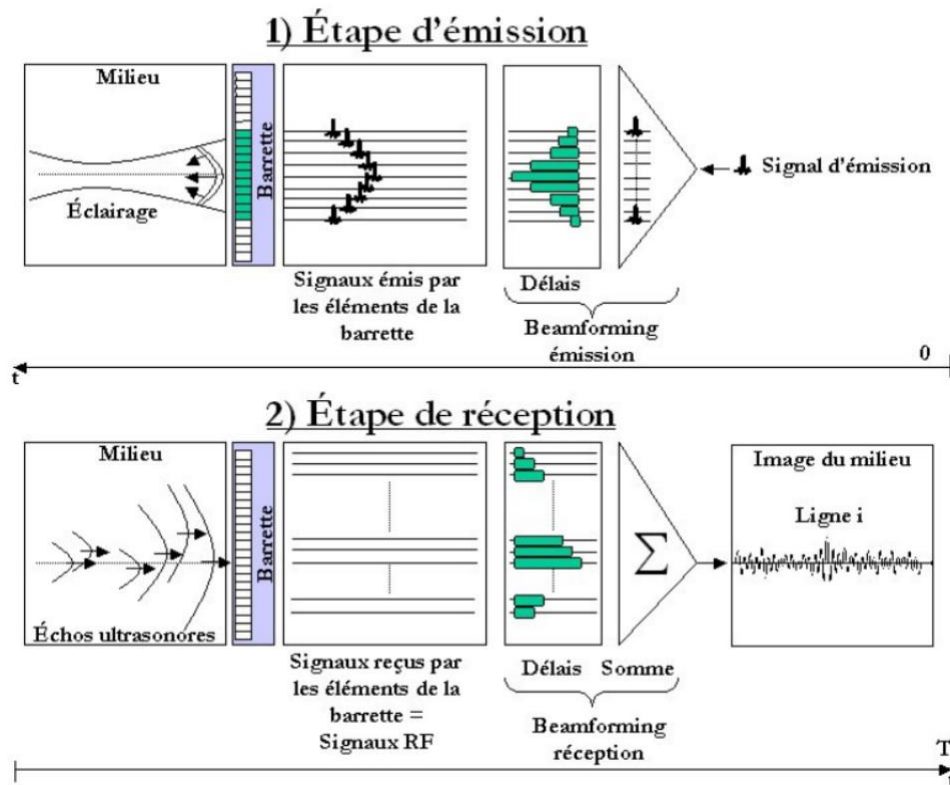 1) Étape d'émission
Milieu
Éclairage
Barrette
Signaux émis par
les éléments de la
barrette
Délais
Beamforming
émission
Signal d'émission
t
0
2) Étape de réception
Milieu
Échos ultrasonores
Barrette
Signaux reçus par
les éléments de la
barrette =
Signaux RF
Délais
Σ
Somme
Beamforming
réception
Image du milieu
Ligne i
T
t